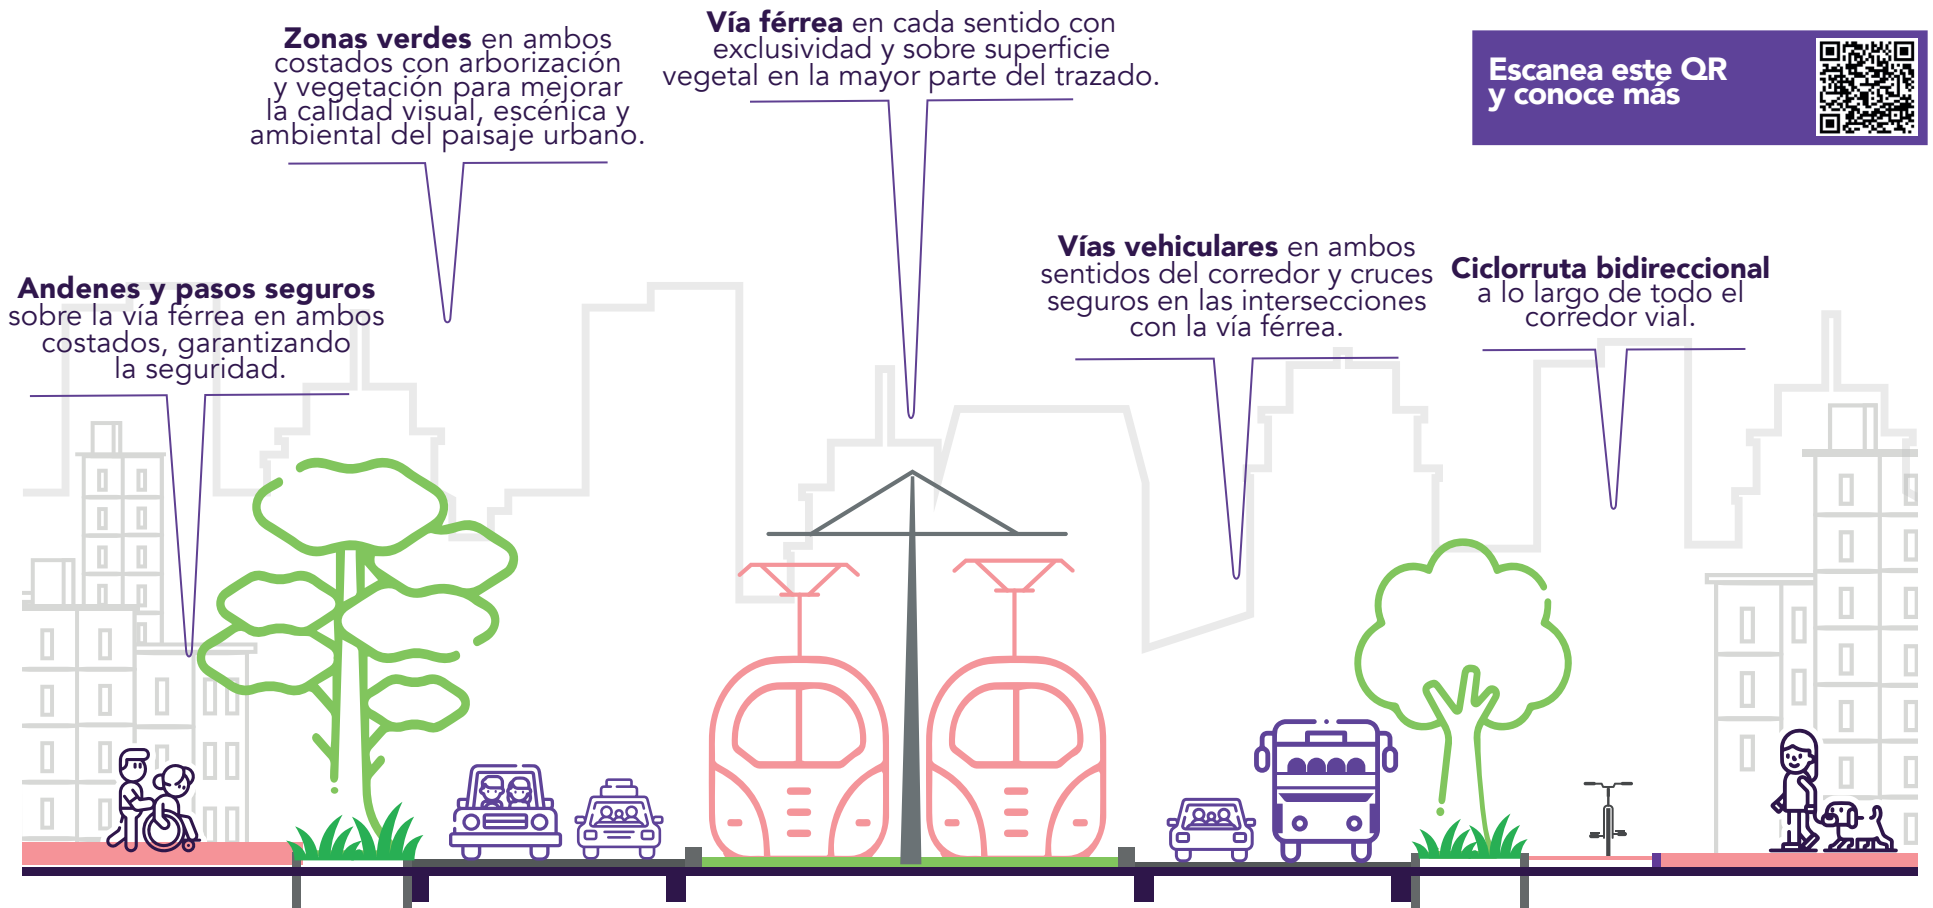 Zonas verdes en ambos
costados con arborización
y vegetación para mejorar
la calidad visual, escénica y
ambiental del paisaje urbano.
Vía férrea en cada sentido con
exclusividad y sobre superficie
vegetal en la mayor parte del trazado.
Escanea este QR
y conoce más
Andenes y pasos seguros
sobre la vía férrea en ambos
costados, garantizando
la seguridad.
Vías vehiculares en ambos
sentidos del corredor y cruces
seguros en las intersecciones
con la vía férrea.
Ciclorruta bidireccional
a lo largo de todo el
corredor vial.